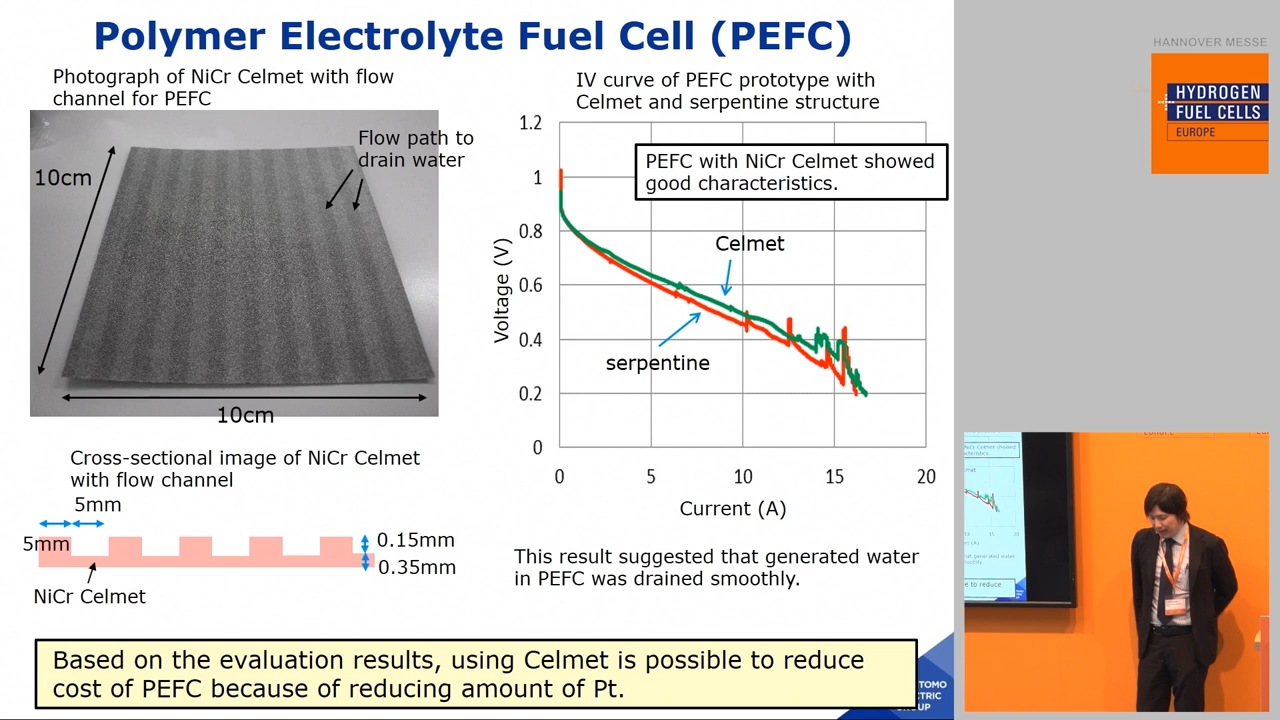 Polymer Electrolyte Fuel Cell (PEFC)
Photograph of NiCr Celmet with flow
channel for PEFC
Flow path to
drain water
10cm
10cm
Cross-sectional image NiCr Celmet
with flow channel
5mm
5mm
0.15mm
0.35mm
NiCr Celmet
IV curve of PEFC prototype with
Celmet and serpentine structure
PEFC with NiCr Celmet showed
good characteristics.
Celmet
serpentine
Voltage (V)
1.2
1
0.8
0.6
0.4
0.2
0
0 5 10 15 20
Current (A)
This result suggested that generated water
in PEFC was drained smoothly.
Based on the evaluation results, using Celmet is possible to reduce
cost of PEFC because of reducing amount of Pt.
TOMO
CTRIC
GROUP
HANNOVER MESSE
HYDROGEN
FUEL CELLS
EUROPE